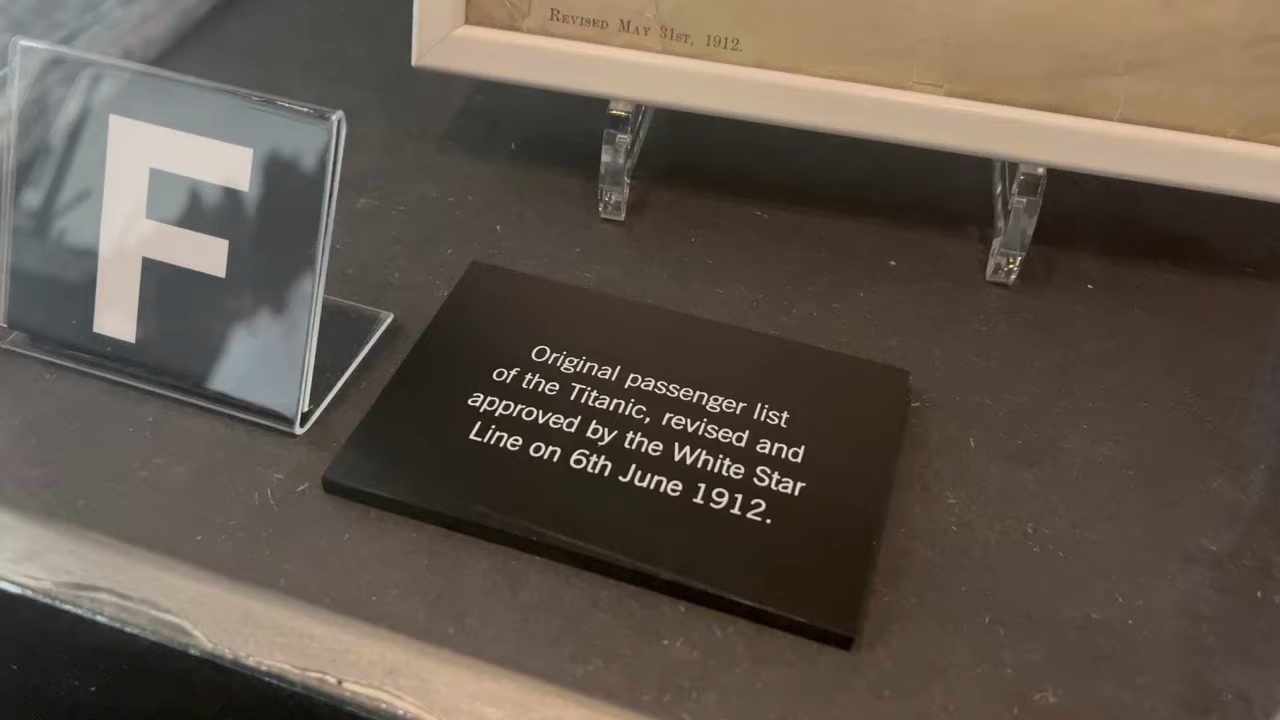 Revised May 31st, 1912.
F
Original passenger list
of the Titanic, revised and
approved by the White Star
Line on 6th June 1912.